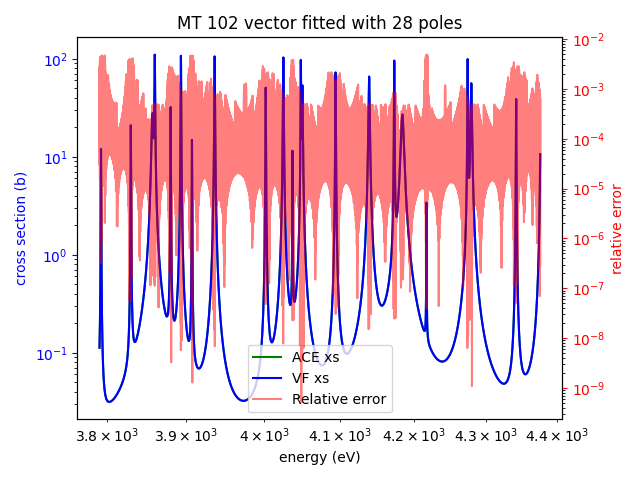 MT 102 vector fitted with 28 poles
10²
10¹
10⁰
10⁻¹
cross section (b)
10⁻²
10⁻³
10⁻⁴
10⁻⁵
10⁻⁶
10⁻⁷
10⁻⁸
10⁻⁹
relative error
ACE xs
VF xs
Relative error
3.8 × 10³ 3.9 × 10³ 4 × 10³ 4.1 × 10³ 4.2 × 10³ 4.3 × 10³ 4.4 × 10³
energy (eV)